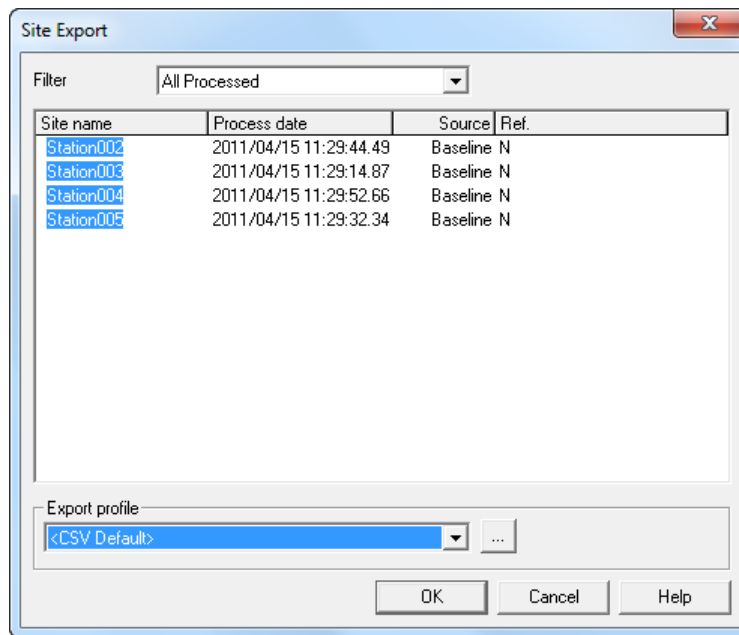 Site Export
Filter All Processed
Site name Process date Source Ref.
Station002 2011/04/15 11:29:44.49 Baseline N
Station003 2011/04/15 11:29:14.87 Baseline N
Station004 2011/04/15 11:29:52.66 Baseline N
Station005 2011/04/15 11:29:32.34 Baseline N
Export profile
<CSV Default> ...
OK Cancel Help